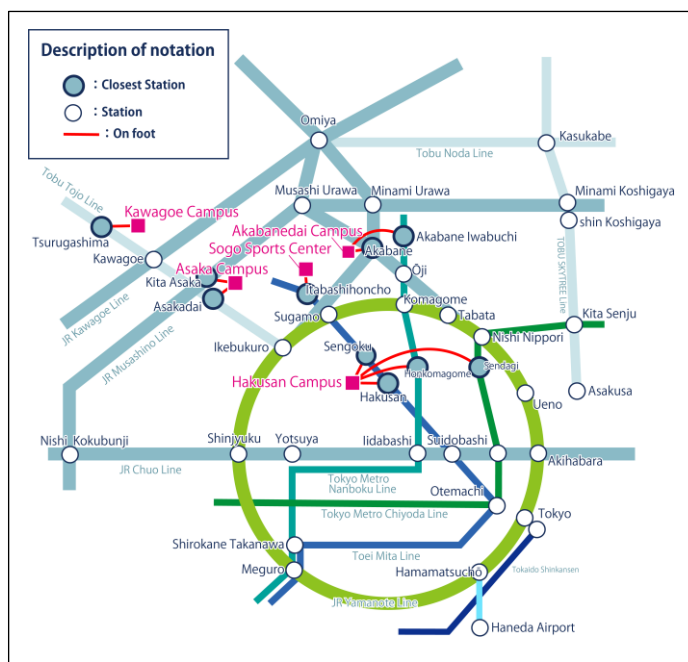 Description of notation
: Closest Station
: Station
: On foot
Omiya
Kasukabe
Tobu Noda Line
Tobu Tojo Line
Musashi Urawa
Minami Urawa
Minami Koshigaya
shin Koshigaya
Kawagoe Campus
Tsurugashima
Akabanedai Campus
Akabane Iwabuchi
Sogo Sports Center
Akabane
Kawagoe
Asaka Campus
Oji
TOBU SKYTREE Line
Kita Asaka
Itabashihoncho
JR Kawagoe Line
Asakadai
Komagome
Sugamo
Tabata
Kita Senju
JR Musashino Line
Ikebukuro
Sengoku
Nishi Nippori
Honkomagome
Sendagi
Hakusan Campus
Hakusan
Asakusa
Ueno
Nishi Kokubunji
Shinjyuku
Yotsuya
Iidabashi
Suidobashi
Akihabara
JR Chuo Line
Tokyo Metro
Nanboku Line
Otemachi
Tokyo Metro Chiyoda Line
Tokyo
Shirokane Takanawa
Toei Mita Line
Meguro
Hamamatsuchō
Tokaido Shinkansen
JR Yamanote Line
Haneda Airport